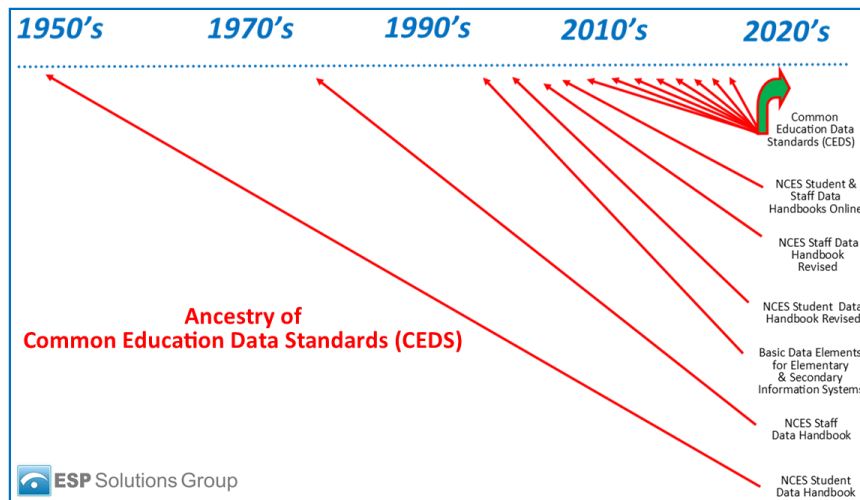 1950's 1970's 1990's 2010's 2020's
Common
Education Data
Standards (CEDS)
NCES Student &
Staff Data
Handbooks Online
NCES Staff Data
Handbook
Revised
NCES Student Data
Handbook Revised
Basic Data Elements
for Elementary
& Secondary
Information Systems
NCES Staff
Data Handbook
NCES Student
Data Handbook
Ancestry of
Common Education Data Standards (CEDS)
ESP Solutions Group